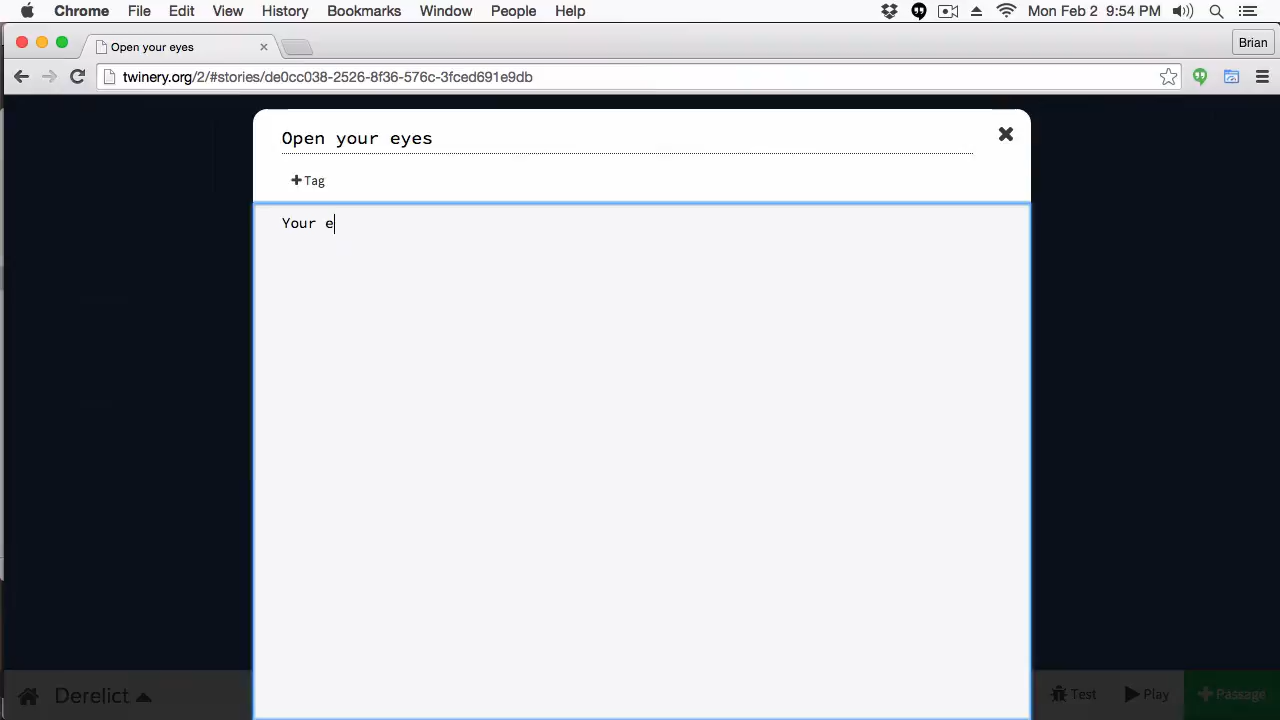 Chrome File Edit View History Bookmarks Window People Help Mon Feb 2 9:54 PM
Open your eyes Brian
twinery.org/2/#stories/de0cc038-2526-8f36-576c-3fced691e9db
Open your eyes
Tag
Your e
Derelict Test Play Passage